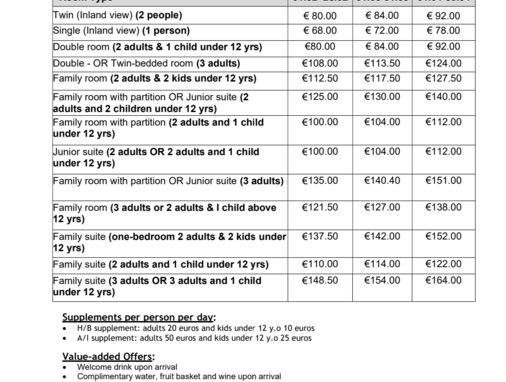 Twin (Inland view) (2 people) € 80.00 € 84.00 € 92.00
Single (Inland view) (1 person) € 68.00 € 72.00 € 78.00
Double room (2 adults & 1 child under 12 yrs) €80.00 € 84.00 € 92.00
Double - OR Twin-bedded room (3 adults) €108.00 €113.50 €124.00
Family room (2 adults & 2 kids under 12 yrs) €112.50 €117.50 €127.50
Family room with partition OR Junior suite (2
adults and 2 children under 12 yrs) €125.00 €130.00 €140.00
Family room with partition (2 adults and 1 child
under 12 yrs) €100.00 €104.00 €112.00
Junior suite (2 adults OR 2 adults and 1 child
under 12 yrs) €100.00 €104.00 €112.00
Family room with partition OR Junior suite (3 adults) €135.00 €140.40 €151.00
Family room (3 adults or 2 adults & I child above
12 yrs) €121.50 €127.00 €138.00
Family suite (one-bedroom 2 adults & 2 kids under
12 yrs) €137.50 €142.00 €152.00
Family suite (2 adults and 1 child under 12 yrs) €110.00 €114.00 €122.00
Family suite (3 adults OR 3 adults and 1 child
under 12 yrs) €148.50 €154.00 €164.00
Supplements per person per day:
• H/B supplement: adults 20 euros and kids under 12 y.o 10 euros
• A/I supplement: adults 50 euros and kids under 12 y.o 25 euros
Value-added Offers:
• Welcome drink upon arrival
• Complimentary water, fruit basket and wine upon arrival